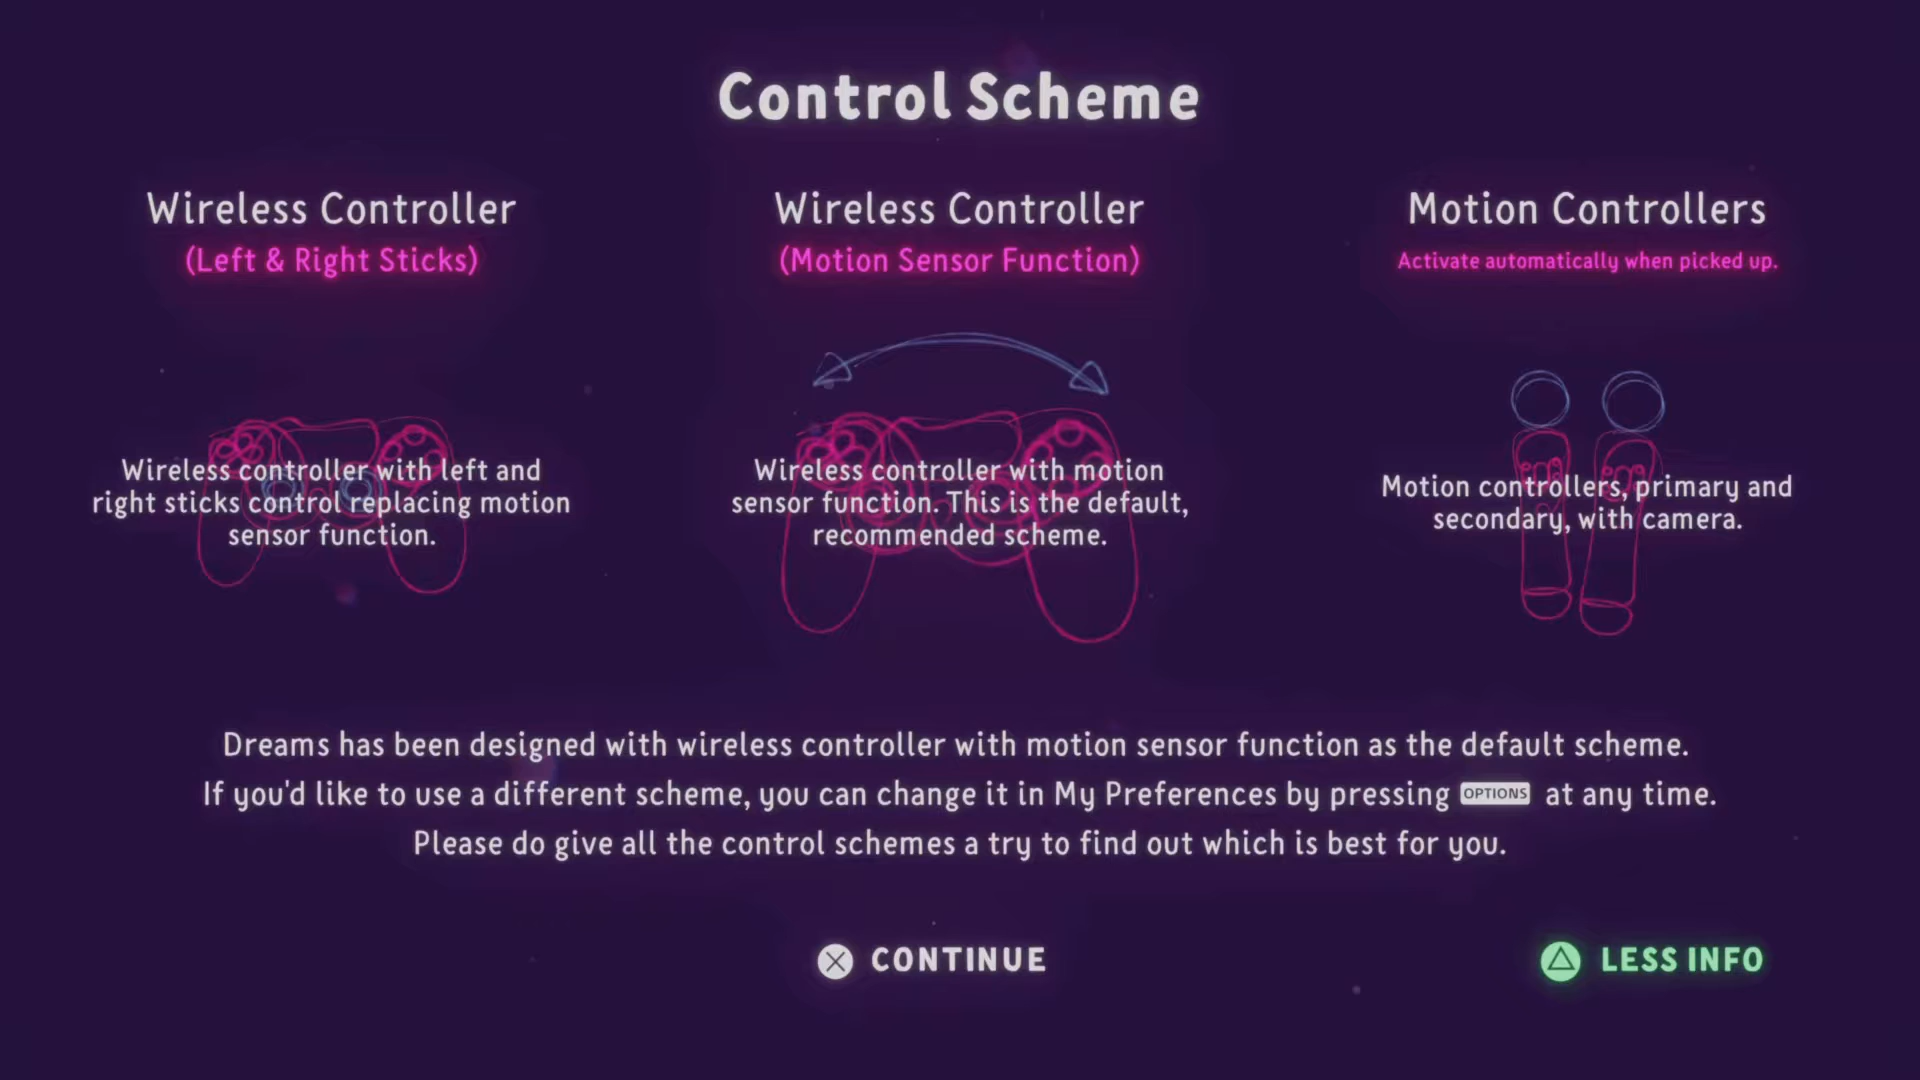 Control Scheme
Wireless Controller
(Left & Right Sticks)
Wireless controller with left and
right sticks control replacing motion
sensor function.
Wireless Controller
(Motion Sensor Function)
Wireless controller with motion
sensor function. This is the default,
recommended scheme.
Motion Controllers
Activate automatically when picked up.
Motion controllers, primary and
secondary, with camera.
Dreams has been designed with wireless controller with motion sensor function as the default scheme.
If you'd like to use a different scheme, you can change it in My Preferences by pressing OPTIONS at any time.
Please do give all the control schemes a try to find out which is best for you.
CONTINUE
LESS INFO